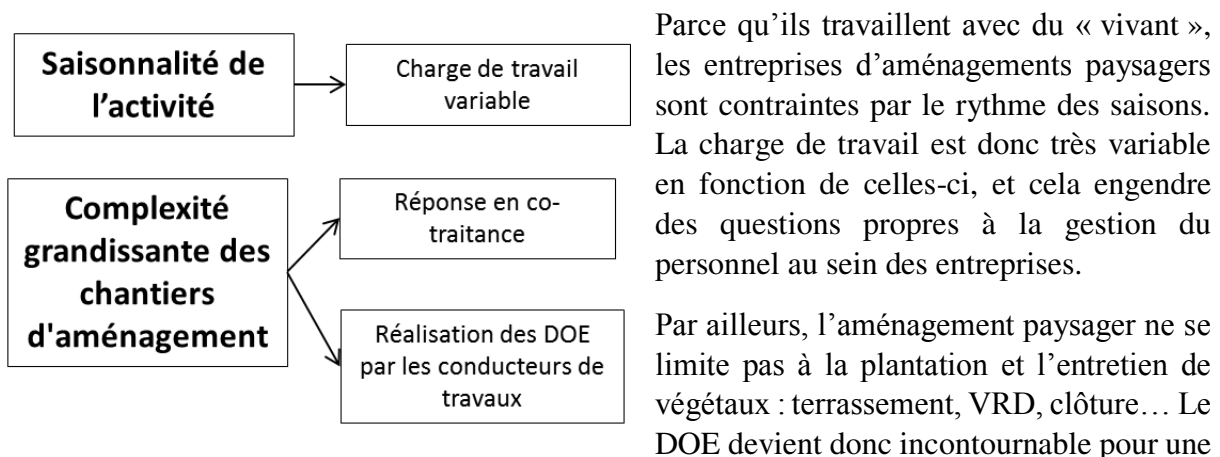 Saisonnalité de
l'activité
Charge de travail
variable
Complexité
grandissante des
chantiers
d'aménagement
Réponse en co-
traitance
Réalisation des DOE
par les conducteurs de
travaux
Parce qu'ils travaillent avec du « vivant »,
les entreprises d'aménagements paysagers
sont contraintes par le rythme des saisons.
La charge de travail est donc très variable
en fonction de celles-ci, et cela engendre
des questions propres à la gestion du
personnel au sein des entreprises.
Par ailleurs, l'aménagement paysager ne se
limite pas à la plantation et l'entretien de
végétaux : terrassement, VRD, clôture… Le
DOE devient donc incontournable pour une